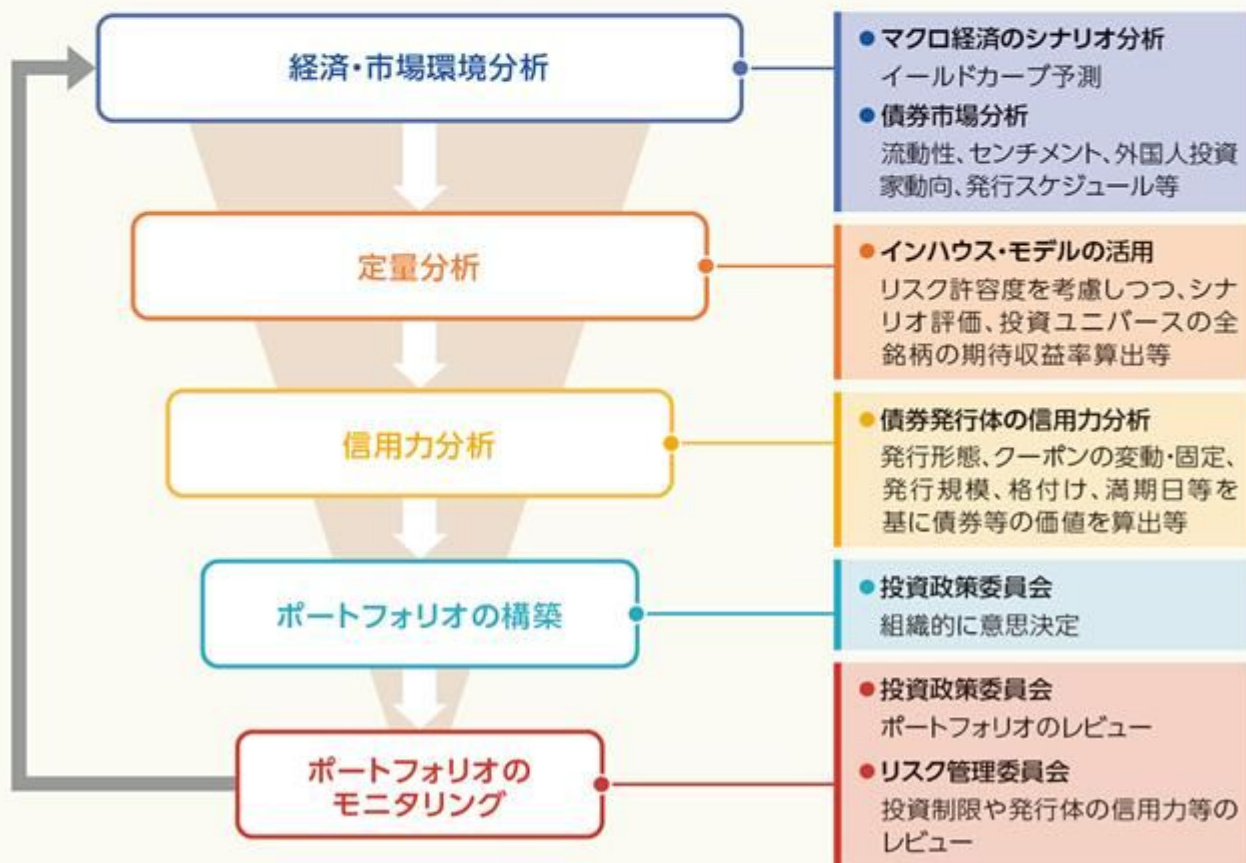 経済・市場環境分析
●マクロ経済のシナリオ分析
イールドカーブ予測
●債券市場分析
流動性、センチメント、外国人投資
家動向、発行スケジュール等
定量分析
●インハウス・モデルの活用
リスク許容度を考慮しつつ、シナ
リオ評価、投資ユニバースの全
銘柄の期待収益率算出等
信用力分析
●債券発行体の信用力分析
発行形態、クーポンの変動・固定、
発行規模、格付け、満期日等を
基に債券等の価値を算出等
ポートフォリオの構築
●投資政策委員会
組織的に意思決定
ポートフォリオの
モニタリング
●投資政策委員会
ポートフォリオのレビュー
●リスク管理委員会
投資制限や発行体の信用力等の
レビュー